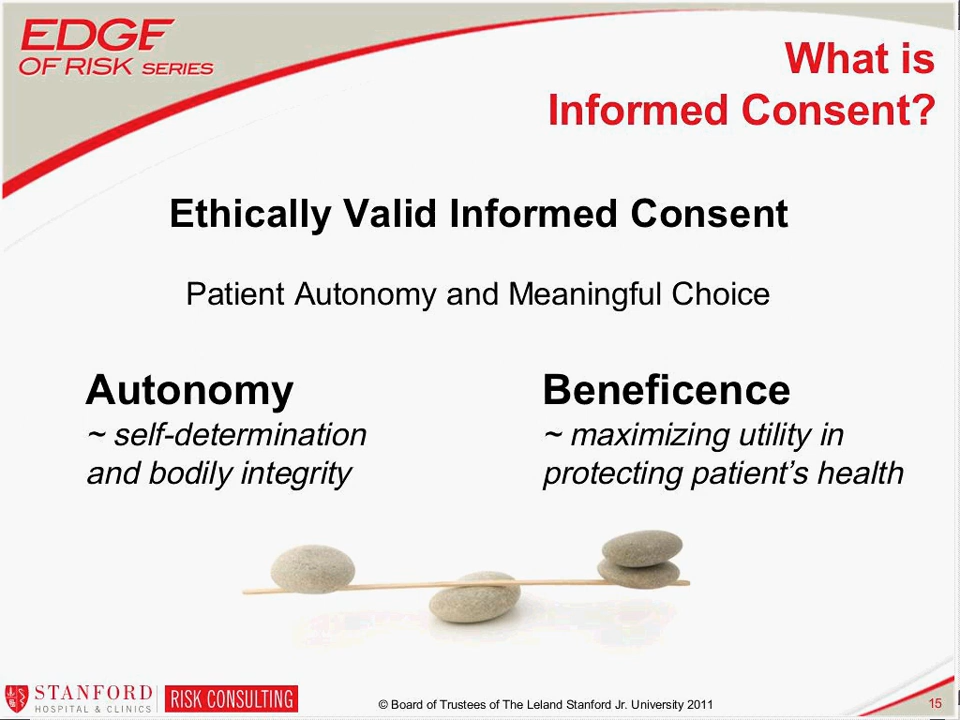 EDGE
OF RISK SERIES
What is
Informed Consent?
Ethically Valid Informed Consent
Patient Autonomy and Meaningful Choice
Autonomy
~ self-determination
and bodily integrity
Beneficence
~ maximizing utility in
protecting patient’s health
STANFORD
HOSPITAL & CLINICS
RISK CONSULTING
© Board of Trustees of The Leland Stanford Jr. University 2011
15